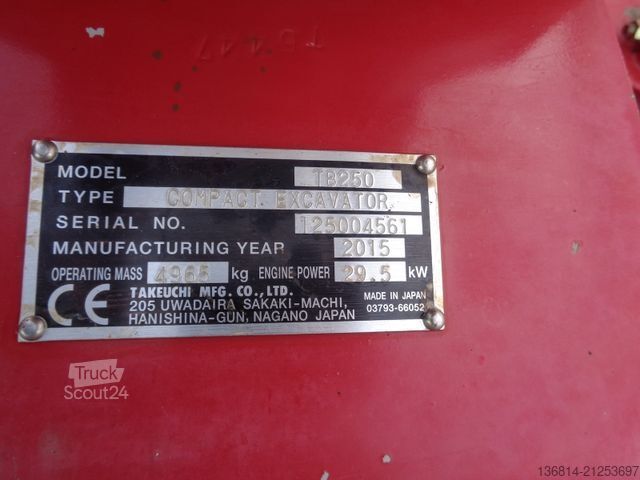 MODEL TB250
TYPE COMPACT EXCAVATOR
SERIAL NO. 125004561
MANUFACTURING YEAR 2015
OPERATING MASS 4965 kg ENGINE POWER 29.5 kW
CE TAKEUCHI MFG. CO., LTD.
205 UWADAIRA SAKAKI-MACHI,
HANISHINA-GUN, NAGANO JAPAN
MADE IN JAPAN
03793-66052
Truck
Scout24
136814-21253697